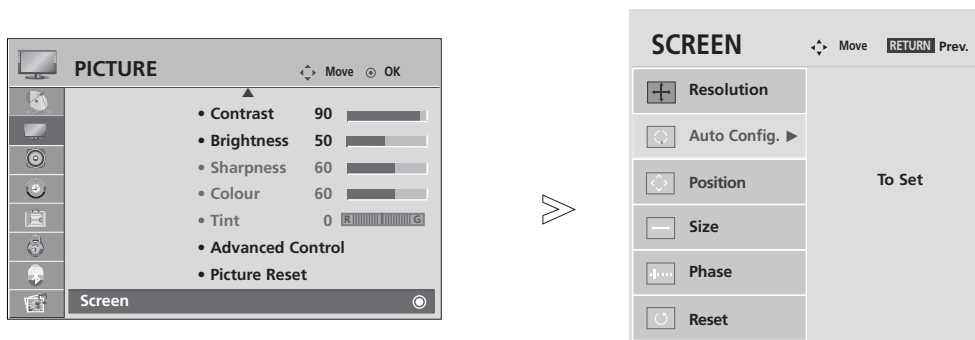 PICTURE
Move OK
• Contrast 90
• Brightness 50
• Sharpness 60
• Colour 60
• Tint 0 R G
• Advanced Control
• Picture Reset
Screen
SCREEN
Move RETURN Prev.
Resolution
Auto Config. ►
Position
Size
Phase
Reset
To Set